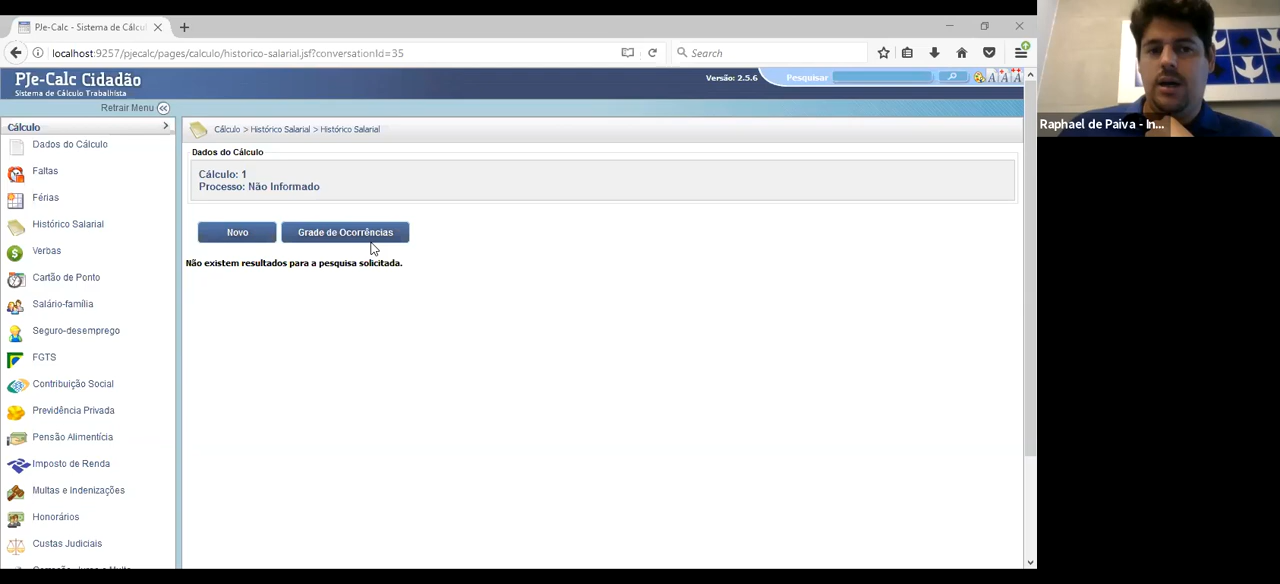 PJe-Calc - Sistema de Cálcul
localhost:9257/pjecalc/pages/calculo/historico-salarial.jsf?conversationId=35
Search
PJe-Calc Cidadão
Sistema de Cálculo Trabalhista
Versão: 2.5.6
Pesquisar
Retrair Menu
Cálculo
Cálculo > Histórico Salarial > Histórico Salarial
Dados do Cálculo
Faltas
Férias
Histórico Salarial
Verbas
Cartão de Ponto
Salário-família
Seguro-desemprego
FGTS
Contribuição Social
Previdência Privada
Pensão Alimentícia
Imposto de Renda
Multas e Indenizações
Honorários
Custas Judiciais
Dados do Cálculo
Cálculo: 1
Processo: Não Informado
Novo
Grade de Ocorrências
Não existem resultados para a pesquisa solicitada.
Raphael de Paiva - In...